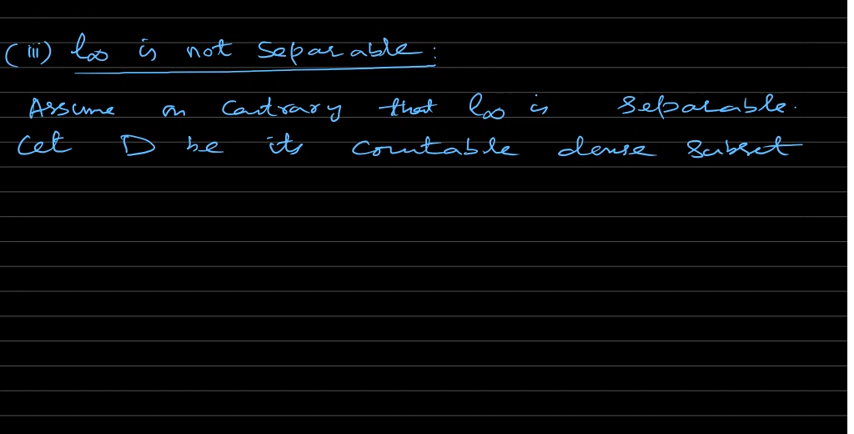 (iii) l∞ is not separable:
Assume on contrary that l∞ is separable.
Let D be its countable dense subset